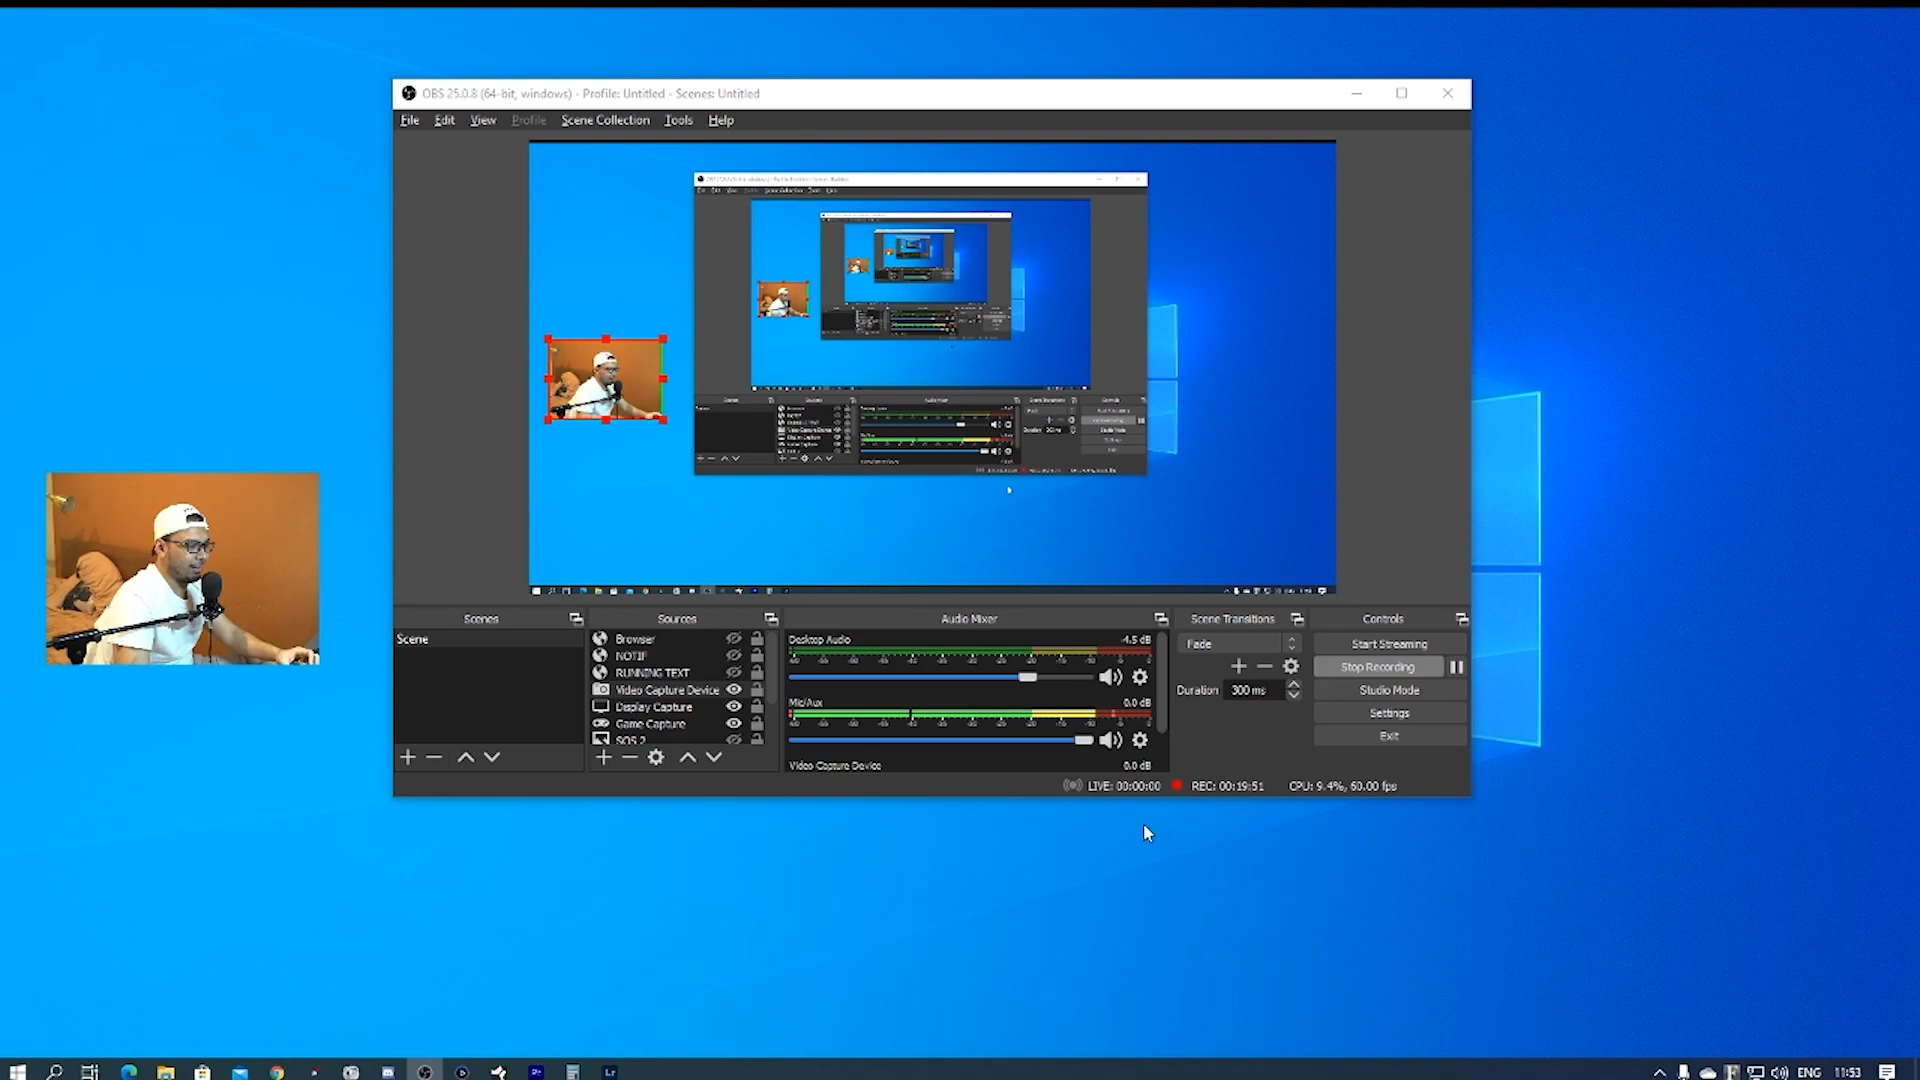 OBS 25.0.8 (64-bit, windows) - Profile: Untitled - Scenes: Untitled
File Edit View Profile Scene Collection Tools Help
Scenes
Scene
Sources
Browser
NOTIF
RUNNING TEXT
Video Capture Device
Display Capture
Game Capture
SOS 2
Audio Mixer
Desktop Audio -4.5 dB
Mic/Aux 0.0 dB
Video Capture Device 0.0 dB
Scene Transitions
Fade
Duration 300 ms
Controls
Start Streaming
Stop Recording
Studio Mode
Settings
Exit
LIVE: 00:00:00 REC: 00:19:51 CPU: 9.4%, 60.00 fps
Pr Lr ENG 11:53